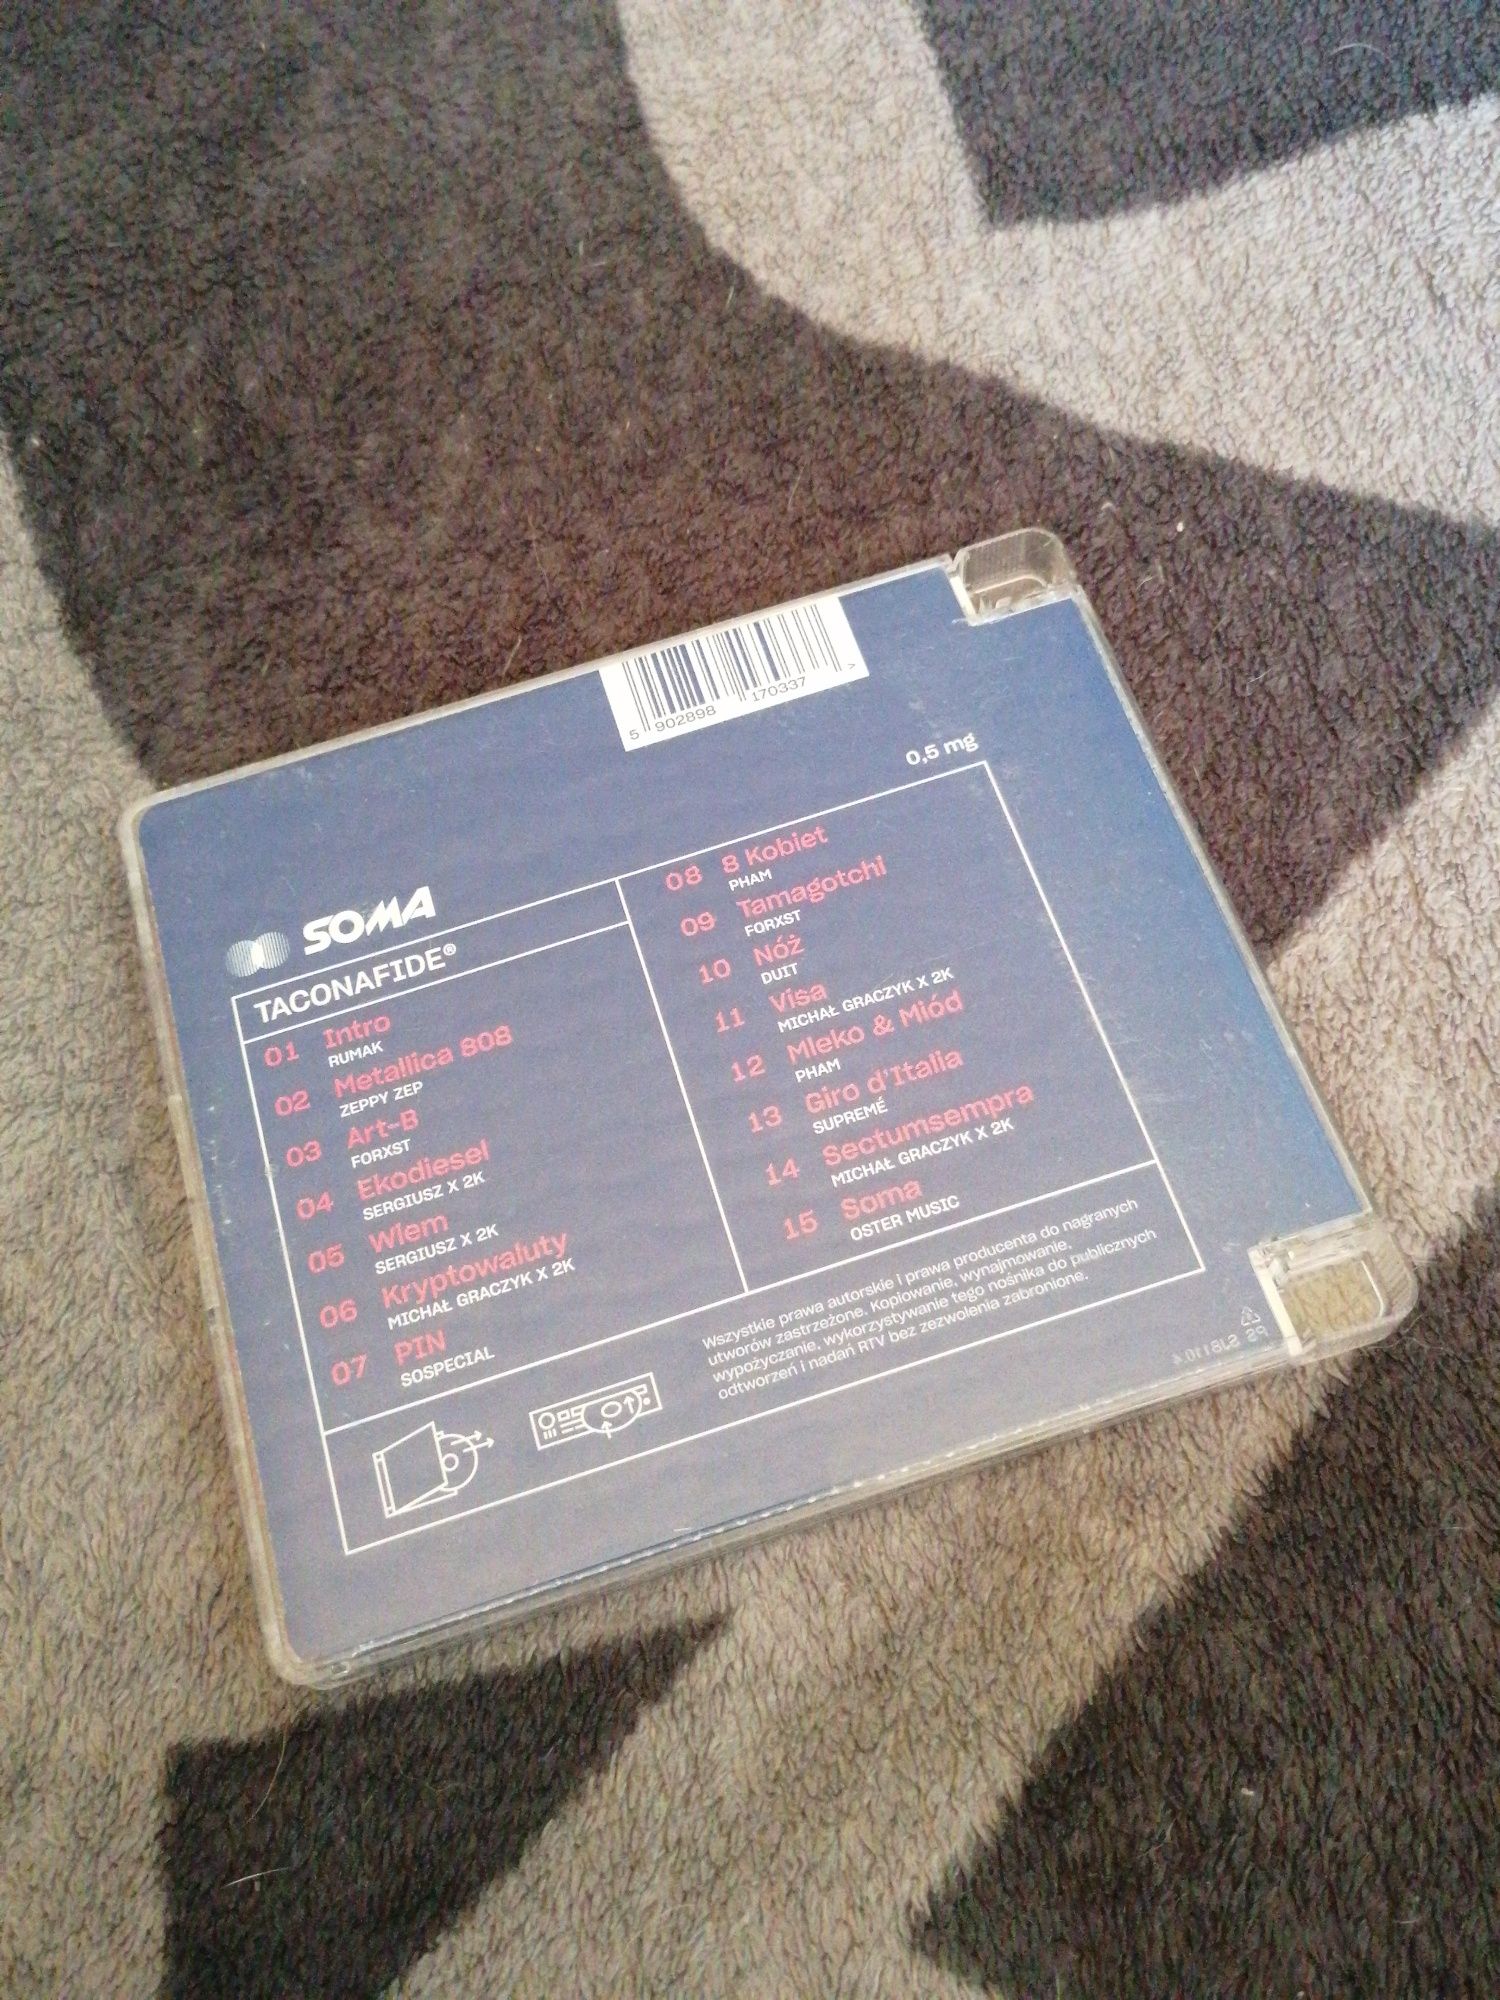 5 902898 170337 >
0,5 mg
SOMA
TACONAFIDE®
01 Intro
RUMAK
02 Metallica 808
ZEPPY ZEP
03 Art-B
FORXST
04 Ekodiesel
SERGIUSZ X 2K
05 Wiem
SERGIUSZ X 2K
06 Kryptowaluty
MICHAŁ GRACZYK X 2K
07 PIN
SOSPECIAL
08 8 Kobiet
PHAM
09 Tamagotchi
FORXST
10 Nóż
DUIT
11 Visa
MICHAŁ GRACZYK X 2K
12 Mleko & Miód
PHAM
13 Giro d'Italia
SUPREMÉ
14 Sectumsempra
MICHAŁ GRACZYK X 2K
15 Soma
OSTER MUSIC
Wszystkie prawa autorskie i prawa producenta do nagranych
utworów zastrzeżone. Kopiowanie, wynajmowanie,
wypożyczanie, wykorzystywanie tego nośnika do publicznych
odtworzeń i nadań RTV bez zezwolenia zabronione.
PS